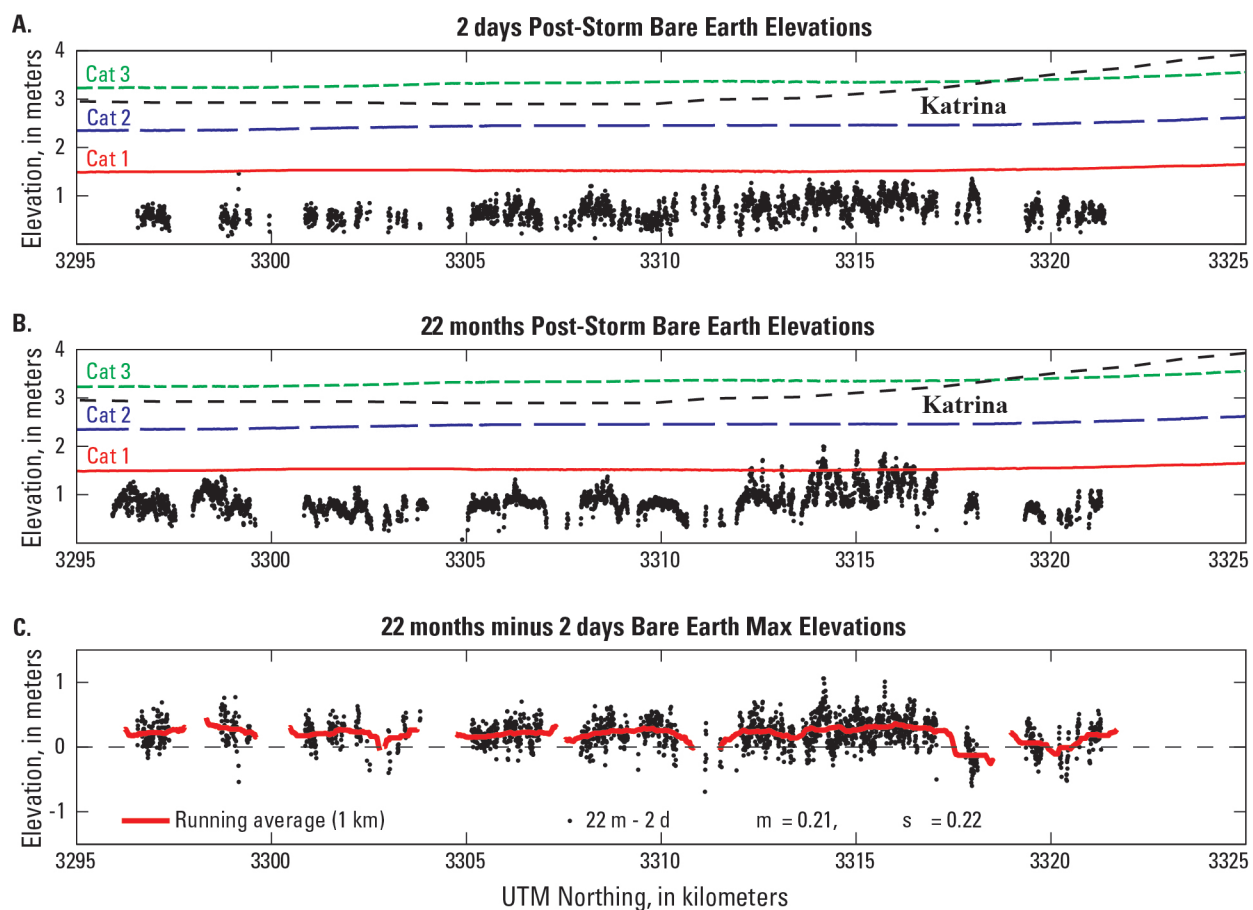 A.
2 days Post-Storm Bare Earth Elevations
Elevation, in meters
4
3
2
1
Cat 3
Cat 2
Cat 1
Katrina
3295 3300 3305 3310 3315 3320 3325
B.
22 months Post-Storm Bare Earth Elevations
Elevation, in meters
4
3
2
1
Cat 3
Cat 2
Cat 1
Katrina
3295 3300 3305 3310 3315 3320 3325
C.
22 months minus 2 days Bare Earth Max Elevations
Elevation, in meters
1
0
-1
Running average (1 km) 22 m - 2 d m = 0.21, s = 0.22
3295 3300 3305 3310 3315 3320 3325
UTM Northing, in kilometers